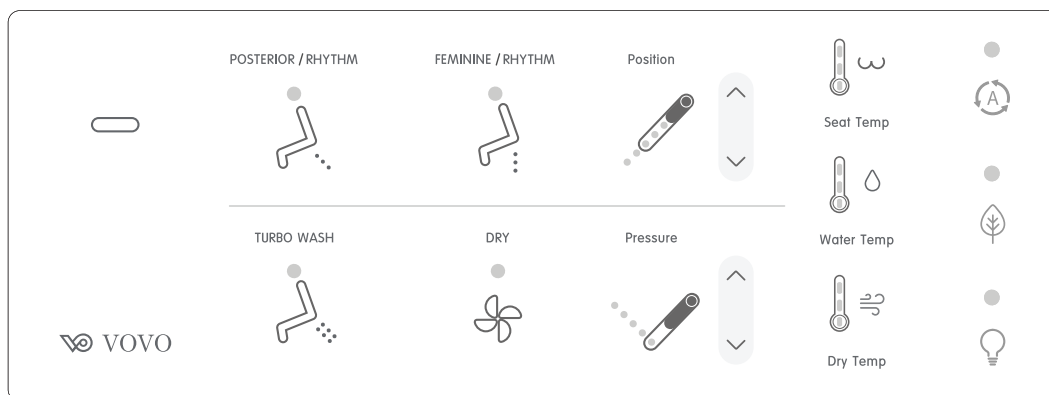 POSTERIOR / RHYTHM
FEMININE / RHYTHM
Position
Seat Temp
A
Water Temp
TURBO WASH
DRY
Pressure
Dry Temp
VOVO